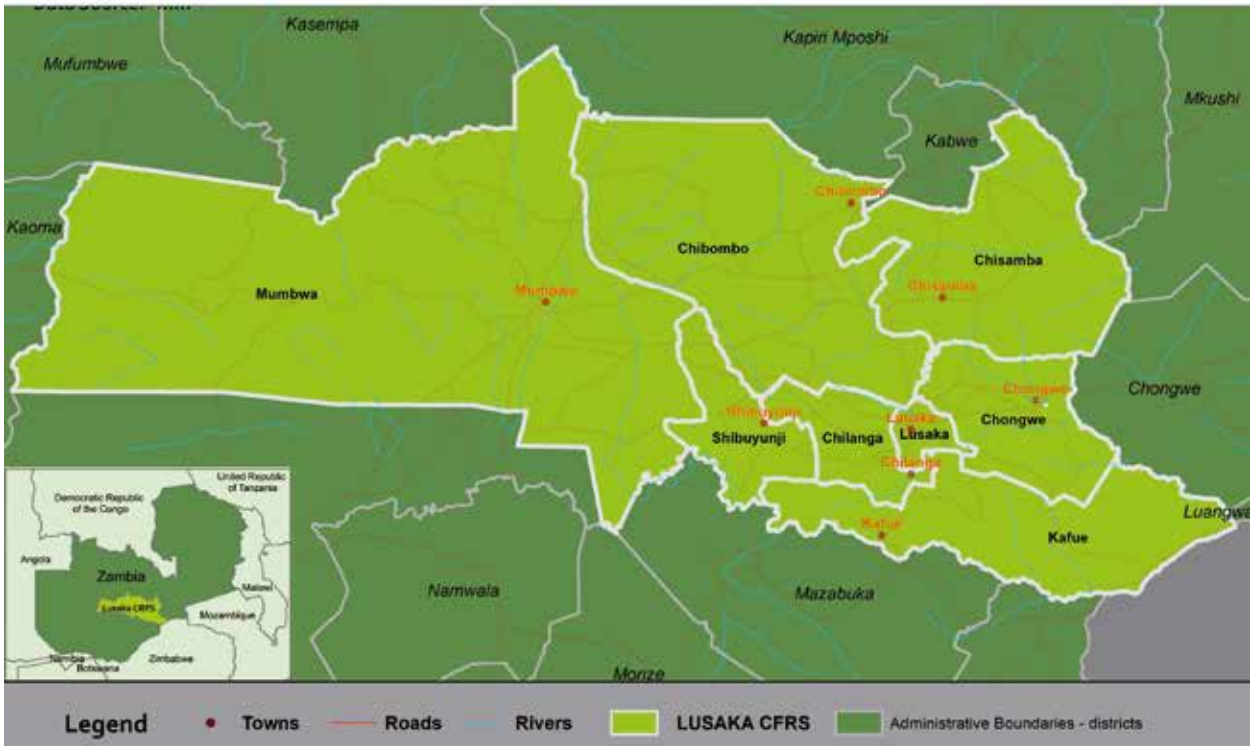 Kasempa
Kapiri Mposhi
Mufumbwe
Mkushi
Kabwe
Chibombo
Kaoma
Chibombo
Chisamba
Mumbwa
Mumbwa
Chisamba
Chongwe
Chongwe
Chongwe
Shibuyunji
Lusaka
Shibuyunji
Chilanga
Lusaka
Chilanga
United Republic
of Tanzania
Democratic Republic
of the Congo
Luangwa
Kafue
Kafue
Angola
Zambia
Namwala
Mazabuka
Malawi
Lusaka CRFS
Mozambique
Namibia
Zimbabwe
Botswana
Monze
Legend
Towns
Roads
Rivers
LUSAKA CFRS
Administrative Boundaries - districts